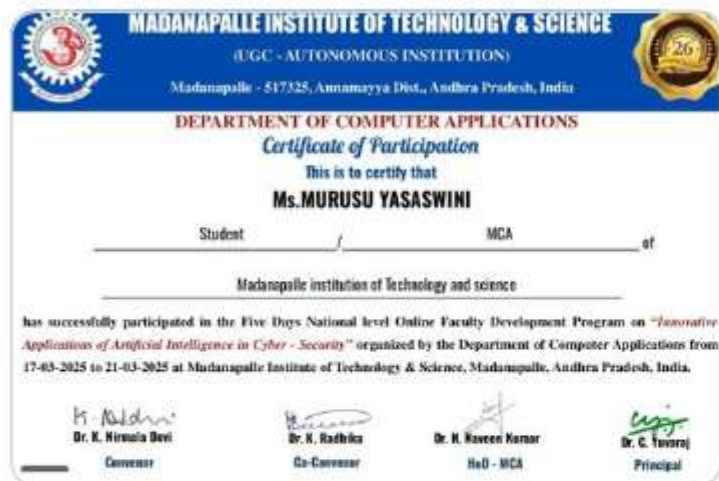 MADANAPALLE INSTITUTE OF TECHNOLOGY & SCIENCE
(UGC - AUTONOMOUS INSTITUTION)
Madanapalle - 517325, Annamayya Dist., Andhra Pradesh, India
26
DEPARTMENT OF COMPUTER APPLICATIONS
Certificate of Participation
This is to certify that
Ms.MURUSU YASASWINI
Student / MCA of
Madanapalle institution of Technology and science
has successfully participated in the Five Days National level Online Faculty Development Program on "Innovative
Applications of Artificial Intelligence in Cyber - Security" organized by the Department of Computer Applications from
17-03-2025 to 21-03-2025 at Madanapalle Institute of Technology & Science, Madanapalle, Andhra Pradesh, India.
Dr. K. Nirmala Devi Dr. K. Radhika Dr. N. Naveen Kumar Dr. C. Yuvaraj
Convenor Co-Convenor HoD - MCA Principal